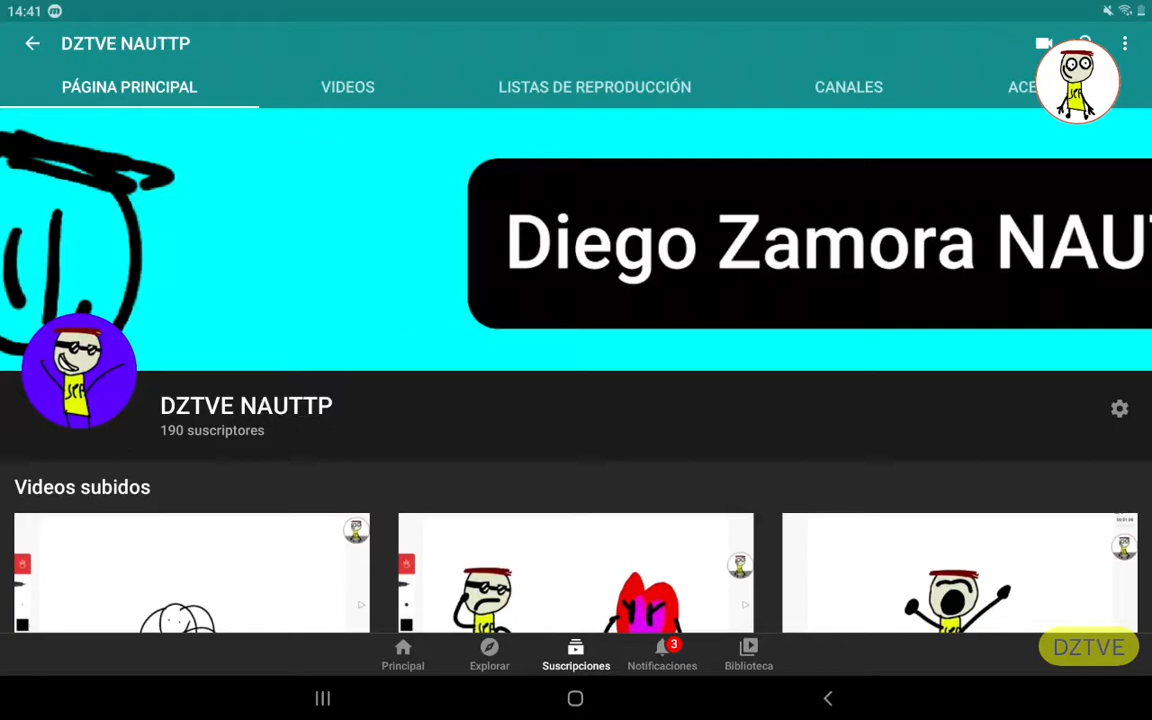 14:41
DZTVE NAUTTP
PÁGINA PRINCIPAL
VIDEOS
LISTAS DE REPRODUCCIÓN
CANALES
ACE
Diego Zamora NAU
DZTVE NAUTTP
190 suscriptores
Videos subidos
Principal
Explorar
Suscripciones
3
Notificaciones
Biblioteca
DZTVE